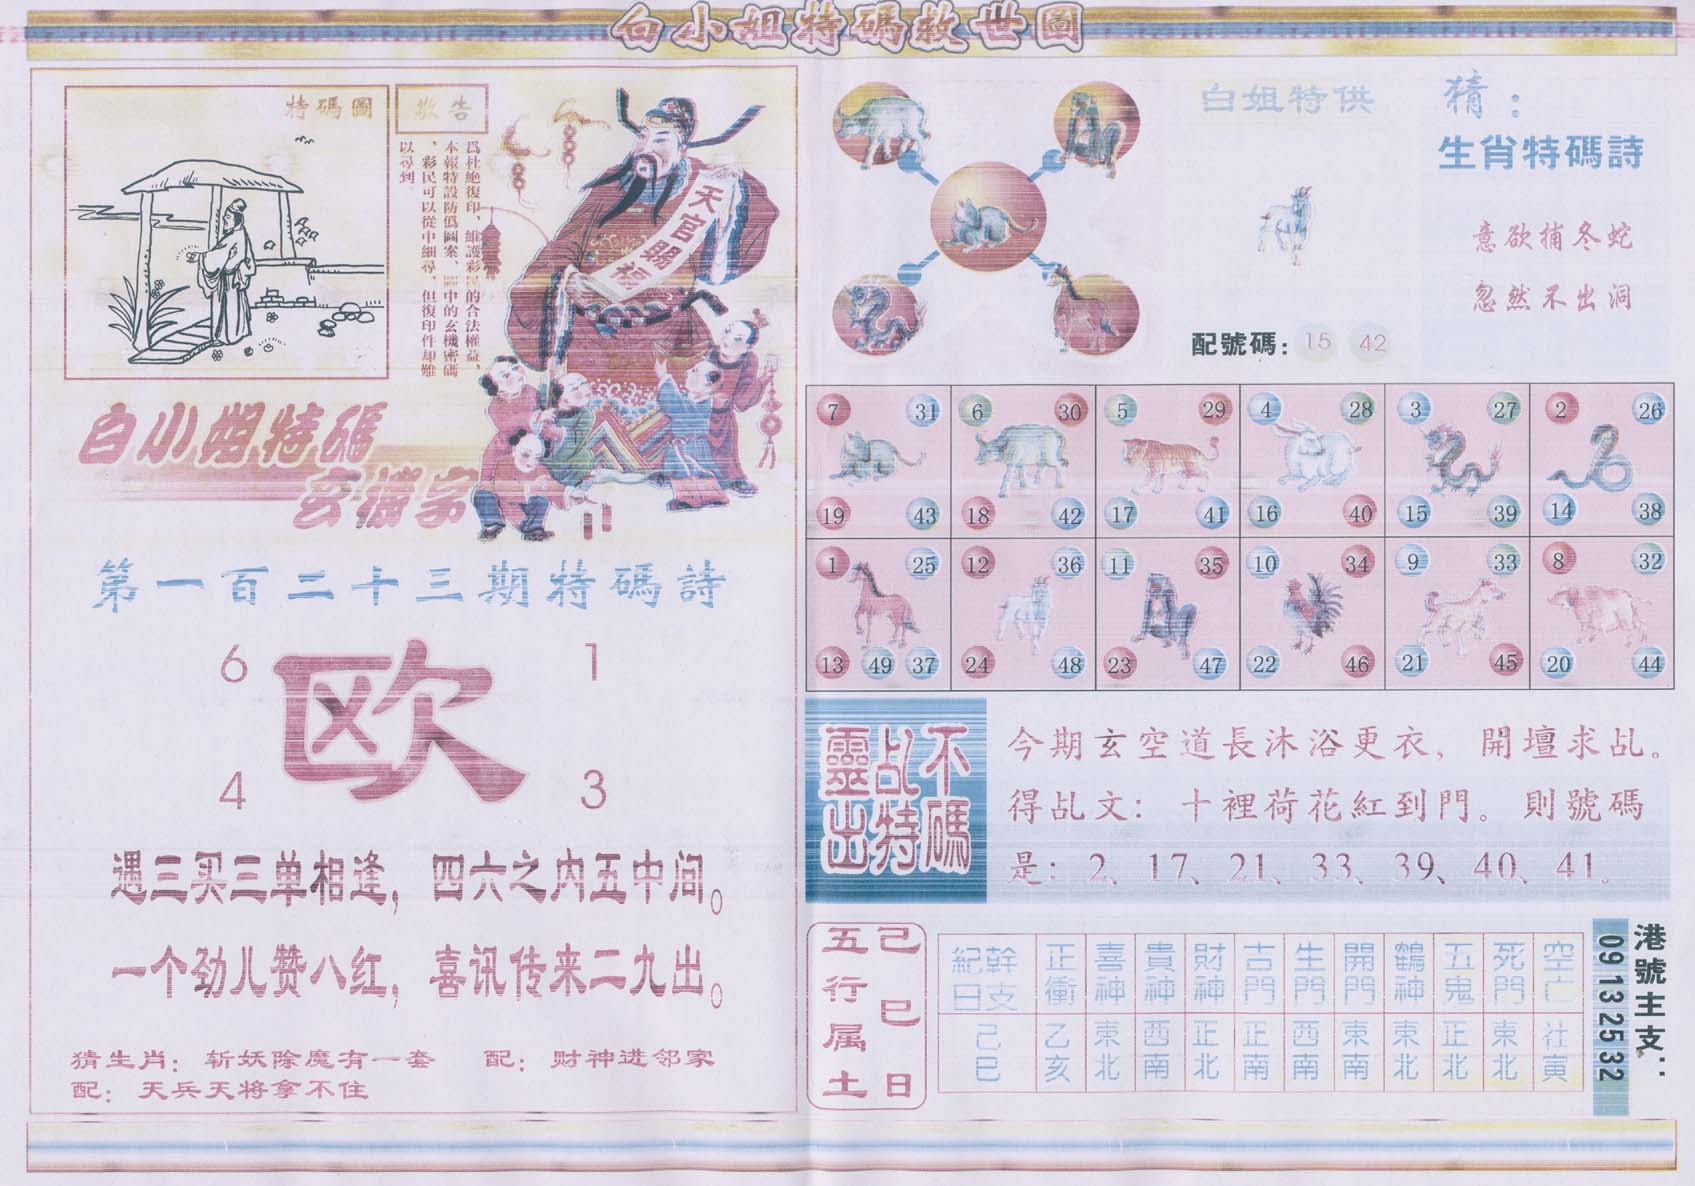 白小姐特碼救世圖
特碼圖
敬告
爲杜絶復印、維護彩民的合法權益，
本報特設防僞圖案、圖中的玄機密碼
，彩民可以從中細尋，但復印件却難
以尋到。
天官賜福
白小姐特碼
玄機字
第一百二十三期特碼詩
6
1
欧
4
3
遇三买三单相逢，四六之内五中间。
一个劲儿赞八红，喜讯传来二九出。
猜生肖：斩妖除魔有一套 配：财神进邻家
配：天兵天将拿不住
白姐特供
配號碼：15 42
猜：
生肖特碼詩
意欲捕冬蛇
忽然不出洞
7 31 6 30 5 29 4 28 3 27 2 26
19 43 18 42 17 41 16 40 15 39 14 38
1 25 12 36 11 35 10 34 9 33 8 32
13 49 37 24 48 23 47 22 46 21 45 20 44
不碼
乩特
靈出
今期玄空道長沐浴更衣，開壇求乩。
得乩文：十裡荷花紅到門。則號碼
是：2、17、21、33、39、40、41。
五行属土
己巳日
紀日幹支 正衝 喜神 貴神 財神 吉門 生門 開門 鶴神 五鬼 死門 空亡
己巳 乙亥 東北 西南 正北 正南 西南 東南 東北 正北 東北 社寅
港號主支：
09 13 25 32